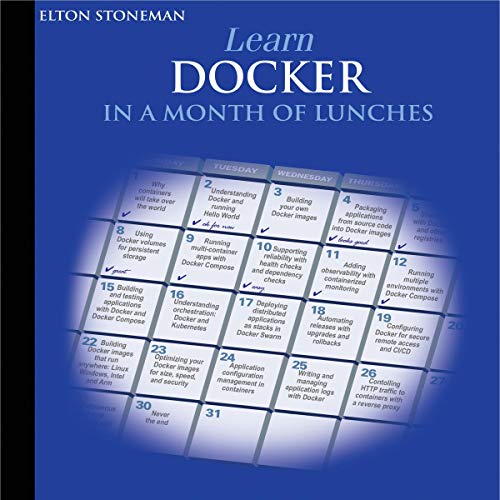 ELTON STONEMAN
Learn
DOCKER
IN A MONTH OF LUNCHES
TUESDAY
WEDNESDAY
1 Why
containers
will take over
the world
2 Understanding
Docker and
running
Hello World
ok for now
3
Building
your own
Docker images
4 Packaging
applications
from source code
into Docker images
looks good
5
registries
8 Using
Docker volumes
for persistent
storage
great
9 Running
multi-container
apps with
Docker Compose
10 Supporting
reliability with
health checks
and dependency
checks
easy
11 Adding
observability with
containerized
monitoring
12 Running
multiple
environments with
Docker Compose
15 Building
and testing
applications
with Docker and
Docker Compose
16
Understanding
orchestration:
Docker and
Kubernetes
17 Deploying
distributed
applications
as stacks in
Docker Swarm
18
Automating
releases with
upgrades and
rollbacks
19
Configuring
Docker for secure
remote access
and CI/CD
22 Building
Docker images
that run
anywhere: Linux
Windows, Intel
and Arm
23
Optimizing your
Docker images
for size, speed,
and security
24
Application
configuration
management in
containers
25
Writing and
managing
application logs
with Docker
26
Contolling
HTTP traffic to
containers with
a reverse proxy
30
Never
the end
31